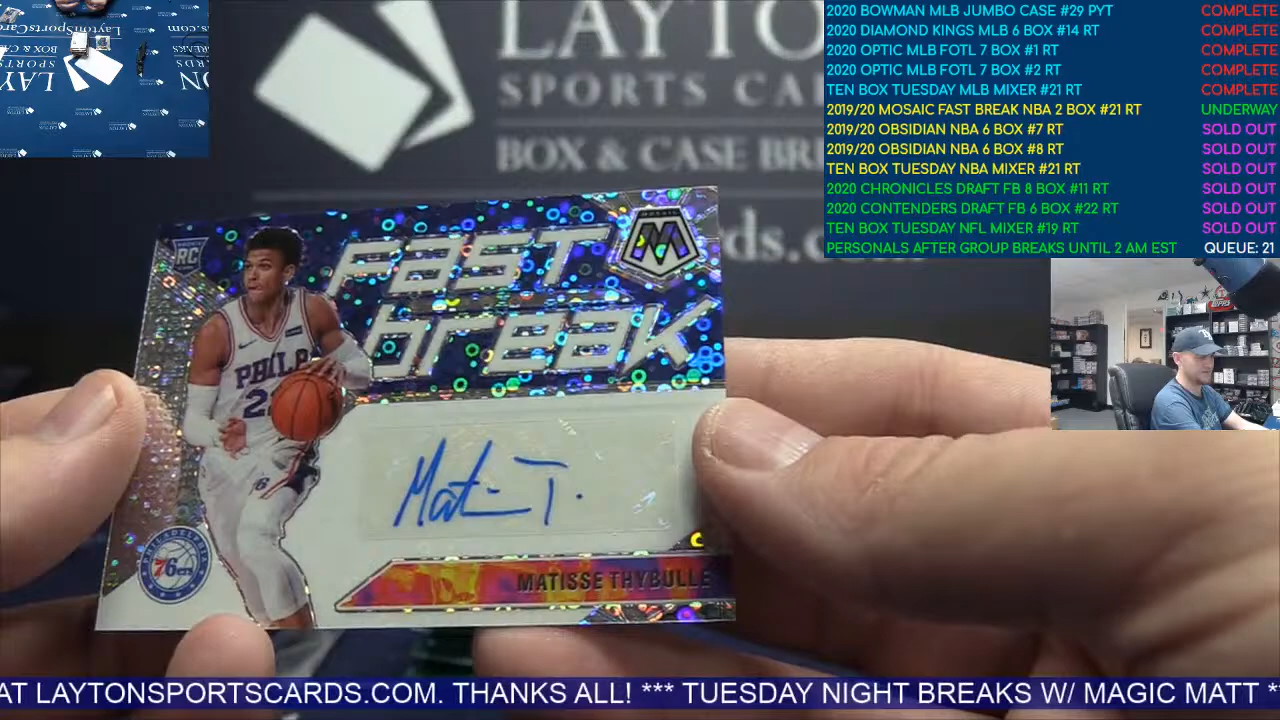 LAYTO
SPORTS CA
BOX & CASE BR
ds.c
2020 BOWMAN MLB JUMBO CASE #29 PYT COMPLETE
2020 DIAMOND KINGS MLB 6 BOX #14 RT COMPLETE
2020 OPTIC MLB FOTL 7 BOX #1 RT COMPLETE
2020 OPTIC MLB FOTL 7 BOX #2 RT COMPLETE
TEN BOX TUESDAY MLB MIXER #21 RT COMPLETE
2019/20 MOSAIC FAST BREAK NBA 2 BOX #21 RT UNDERWAY
2019/20 OBSIDIAN NBA 6 BOX #7 RT SOLD OUT
2019/20 OBSIDIAN NBA 6 BOX #8 RT SOLD OUT
TEN BOX TUESDAY NBA MIXER #21 RT SOLD OUT
2020 CHRONICLES DRAFT FB 8 BOX #11 RT SOLD OUT
2020 CONTENDERS DRAFT FB 6 BOX #22 RT SOLD OUT
TEN BOX TUESDAY NFL MIXER #19 RT SOLD OUT
PERSONALS AFTER GROUP BREAKS UNTIL 2 AM EST QUEUE: 21
RC
MOSAIC
Fast
break
PHILA
2
Matisse T.
PHILADELPHIA
76ers
MATISSE THYBULLE
AT LAYTONSPORTSCARDS.COM. THANKS ALL! *** TUESDAY NIGHT BREAKS W/ MAGIC MATT *